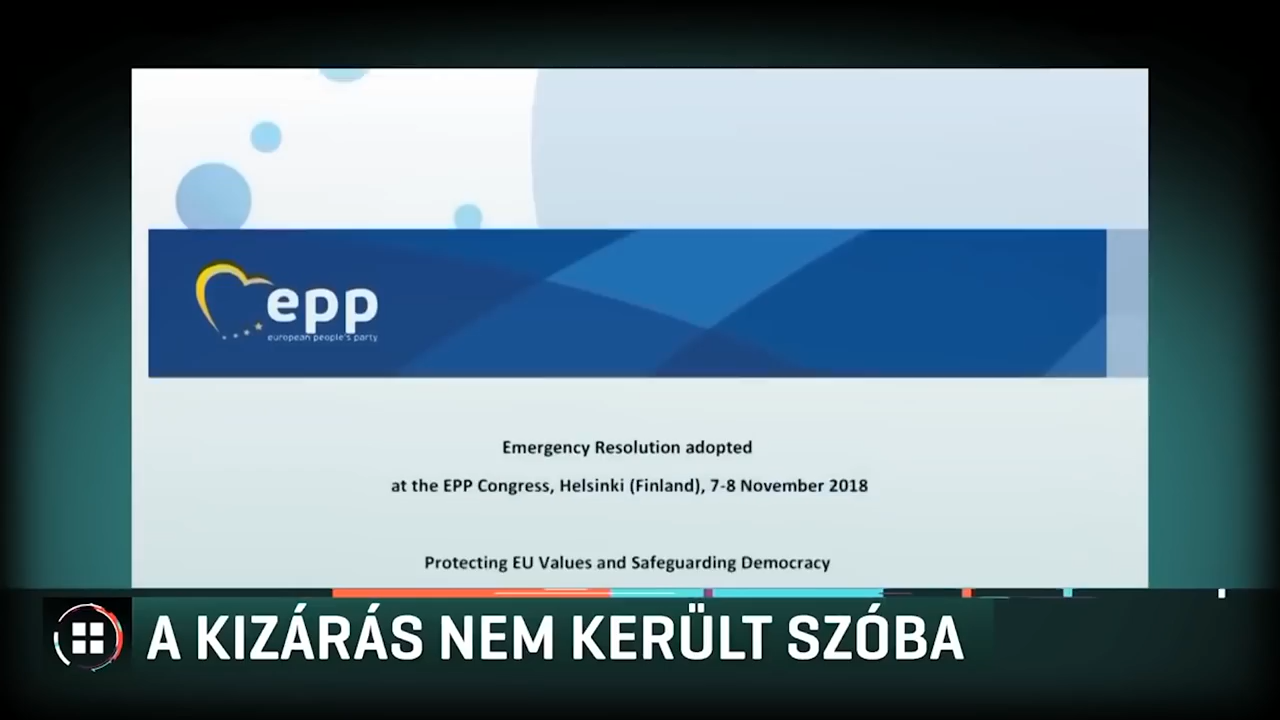 epp
european people's party
Emergency Resolution adopted
at the EPP Congress, Helsinki (Finland), 7-8 November 2018
Protecting EU Values and Safeguarding Democracy
A KIZÁRÁS NEM KERÜLT SZÓBA